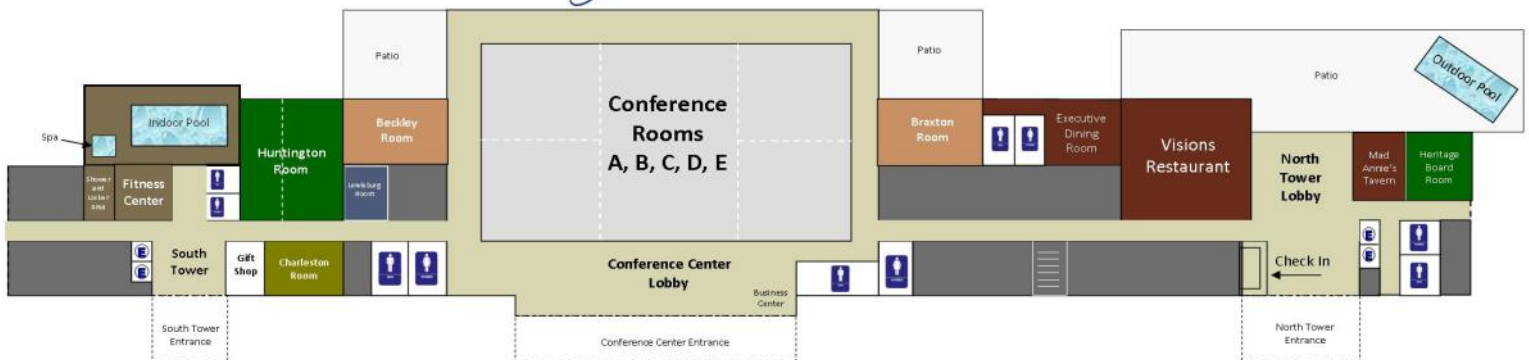 Patio
Patio
Patio
Outdoor Pool
Conference
Rooms
A, B, C, D, E
Spa
Indoor Pool
Huntington
Room
Beckley
Room
Braxton
Room
Executive
Dining
Room
Visions
Restaurant
North
Tower
Lobby
Mad
Annie's
Tavern
Heritage
Board
Room
Shower
and
Locker
Area
Fitness
Center
Lewisburg
Room
E
E
South
Tower
Gift
Shop
Charleston
Room
Conference Center
Lobby
Business
Center
Check In
E
E
South Tower
Entrance
Conference Center Entrance
North Tower
Entrance